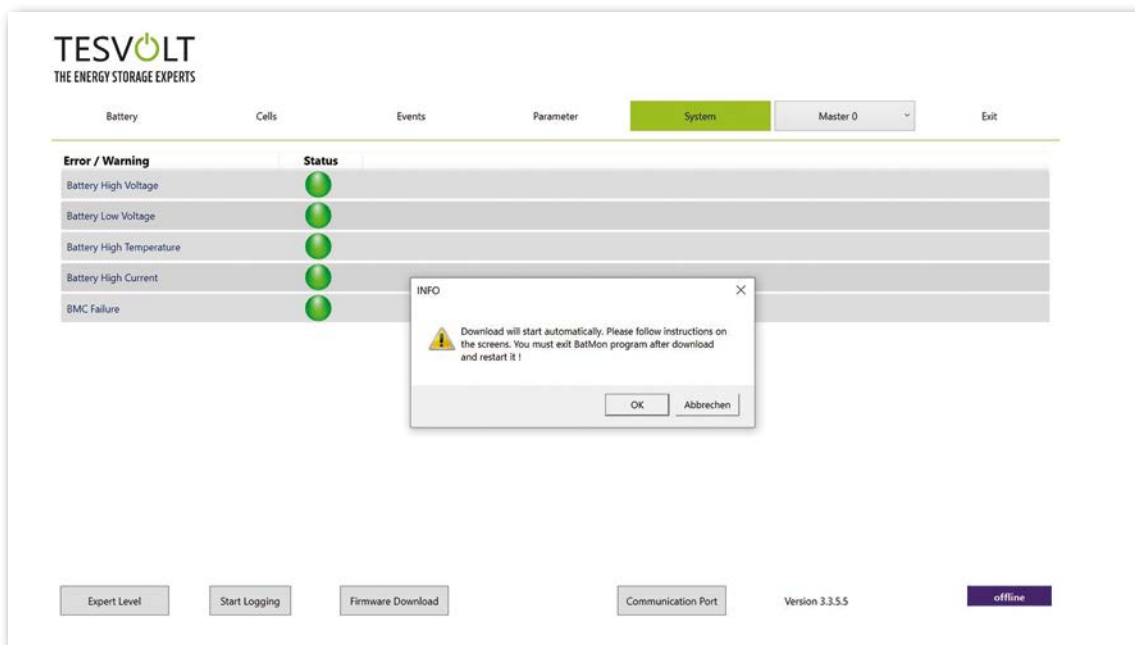 TESVOLT
THE ENERGY STORAGE EXPERTS
Battery Cells Events Parameter System Master 0 Exit
Error / Warning Status
Battery High Voltage
Battery Low Voltage
Battery High Temperature
Battery High Current
BMC Failure
INFO
Download will start automatically. Please follow instructions on
the screens. You must exit BatMon program after download
and restart it !
OK Abbrechen
Expert Level Start Logging Firmware Download Communication Port Version 3.3.5.5 offline